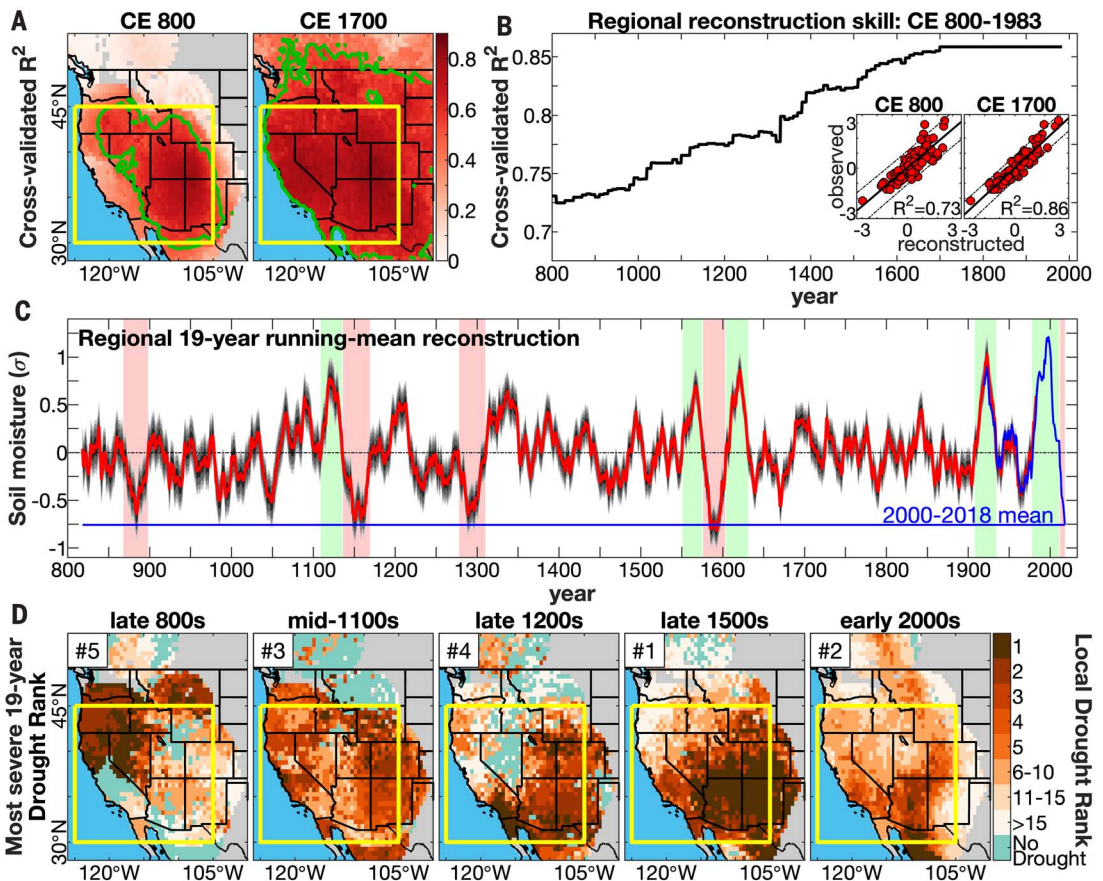 A
CE 800
CE 1700
Cross-validated R²
45°N
30°N
120°W
105°W
120°W
105°W
0.8
0.6
0.4
0.2
0
B
Regional reconstruction skill: CE 800-1983
Cross-validated R²
0.85
0.8
0.75
0.7
CE 800
CE 1700
observed
3
0
-3
R²=0.73
R²=0.86
-3
0
3
-3
0
3
reconstructed
800
1000
1200
1400
1600
1800
2000
year
C
Regional 19-year running-mean reconstruction
Soil moisture (σ)
1
0.5
0
-0.5
-1
2000-2018 mean
800
900
1000
1100
1200
1300
1400
1500
1600
1700
1800
1900
2000
year
D
Most severe 19-year
Drought Rank
late 800s
mid-1100s
late 1200s
late 1500s
early 2000s
#5
#3
#4
#1
#2
45°N
30°N
120°W
105°W
120°W
105°W
120°W
105°W
120°W
105°W
120°W
105°W
1
2
3
4
5
6-10
11-15
>15
No
Drought
Local Drought Rank